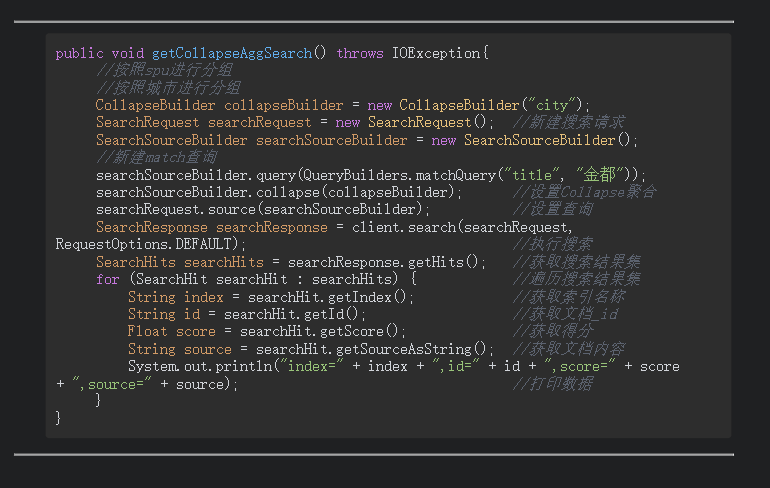 public void getCollapseAggSearch() throws IOException{
//按照spu进行分组
//按照城市进行分组
CollapseBuilder collapseBuilder = new CollapseBuilder("city");
SearchRequest searchRequest = new SearchRequest(); //新建搜索请求
SearchSourceBuilder searchSourceBuilder = new SearchSourceBuilder();
//新建match查询
searchSourceBuilder.query(QueryBuilders.matchQuery("title", "金都"));
searchSourceBuilder.collapse(collapseBuilder); //设置Collapse聚合
searchRequest.source(searchSourceBuilder); //设置查询
SearchResponse searchResponse = client.search(searchRequest,
RequestOptions.DEFAULT); //执行搜索
SearchHits searchHits = searchResponse.getHits(); //获取搜索结果集
for (SearchHit searchHit : searchHits) { //遍历搜索结果集
String index = searchHit.getIndex(); //获取索引名称
String id = searchHit.getId(); //获取文档_id
Float score = searchHit.getScore(); //获取得分
String source = searchHit.getSourceAsString(); //获取文档内容
System.out.println("index=" + index + ",id=" + id + ",score=" + score
+ ",source=" + source); //打印数据
}
}